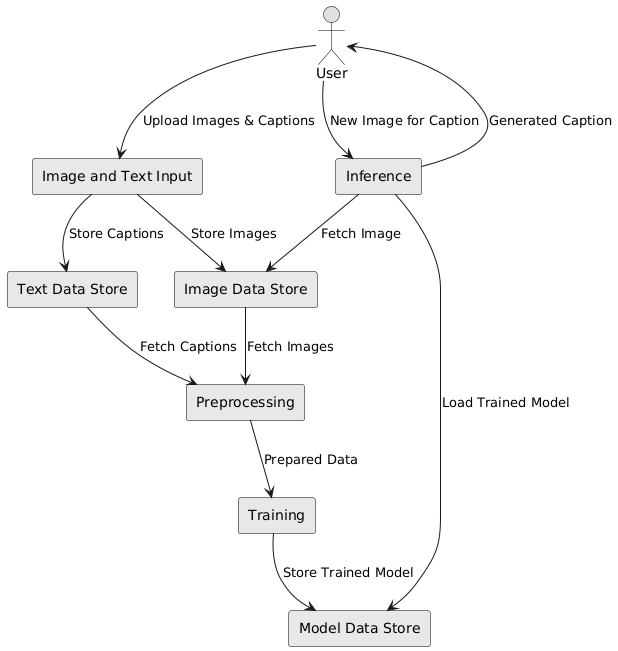 User
Upload Images & Captions
New Image for Caption
Generated Caption
Image and Text Input
Inference
Store Captions
Store Images
Fetch Image
Text Data Store
Image Data Store
Fetch Captions
Fetch Images
Preprocessing
Load Trained Model
Prepared Data
Training
Store Trained Model
Model Data Store